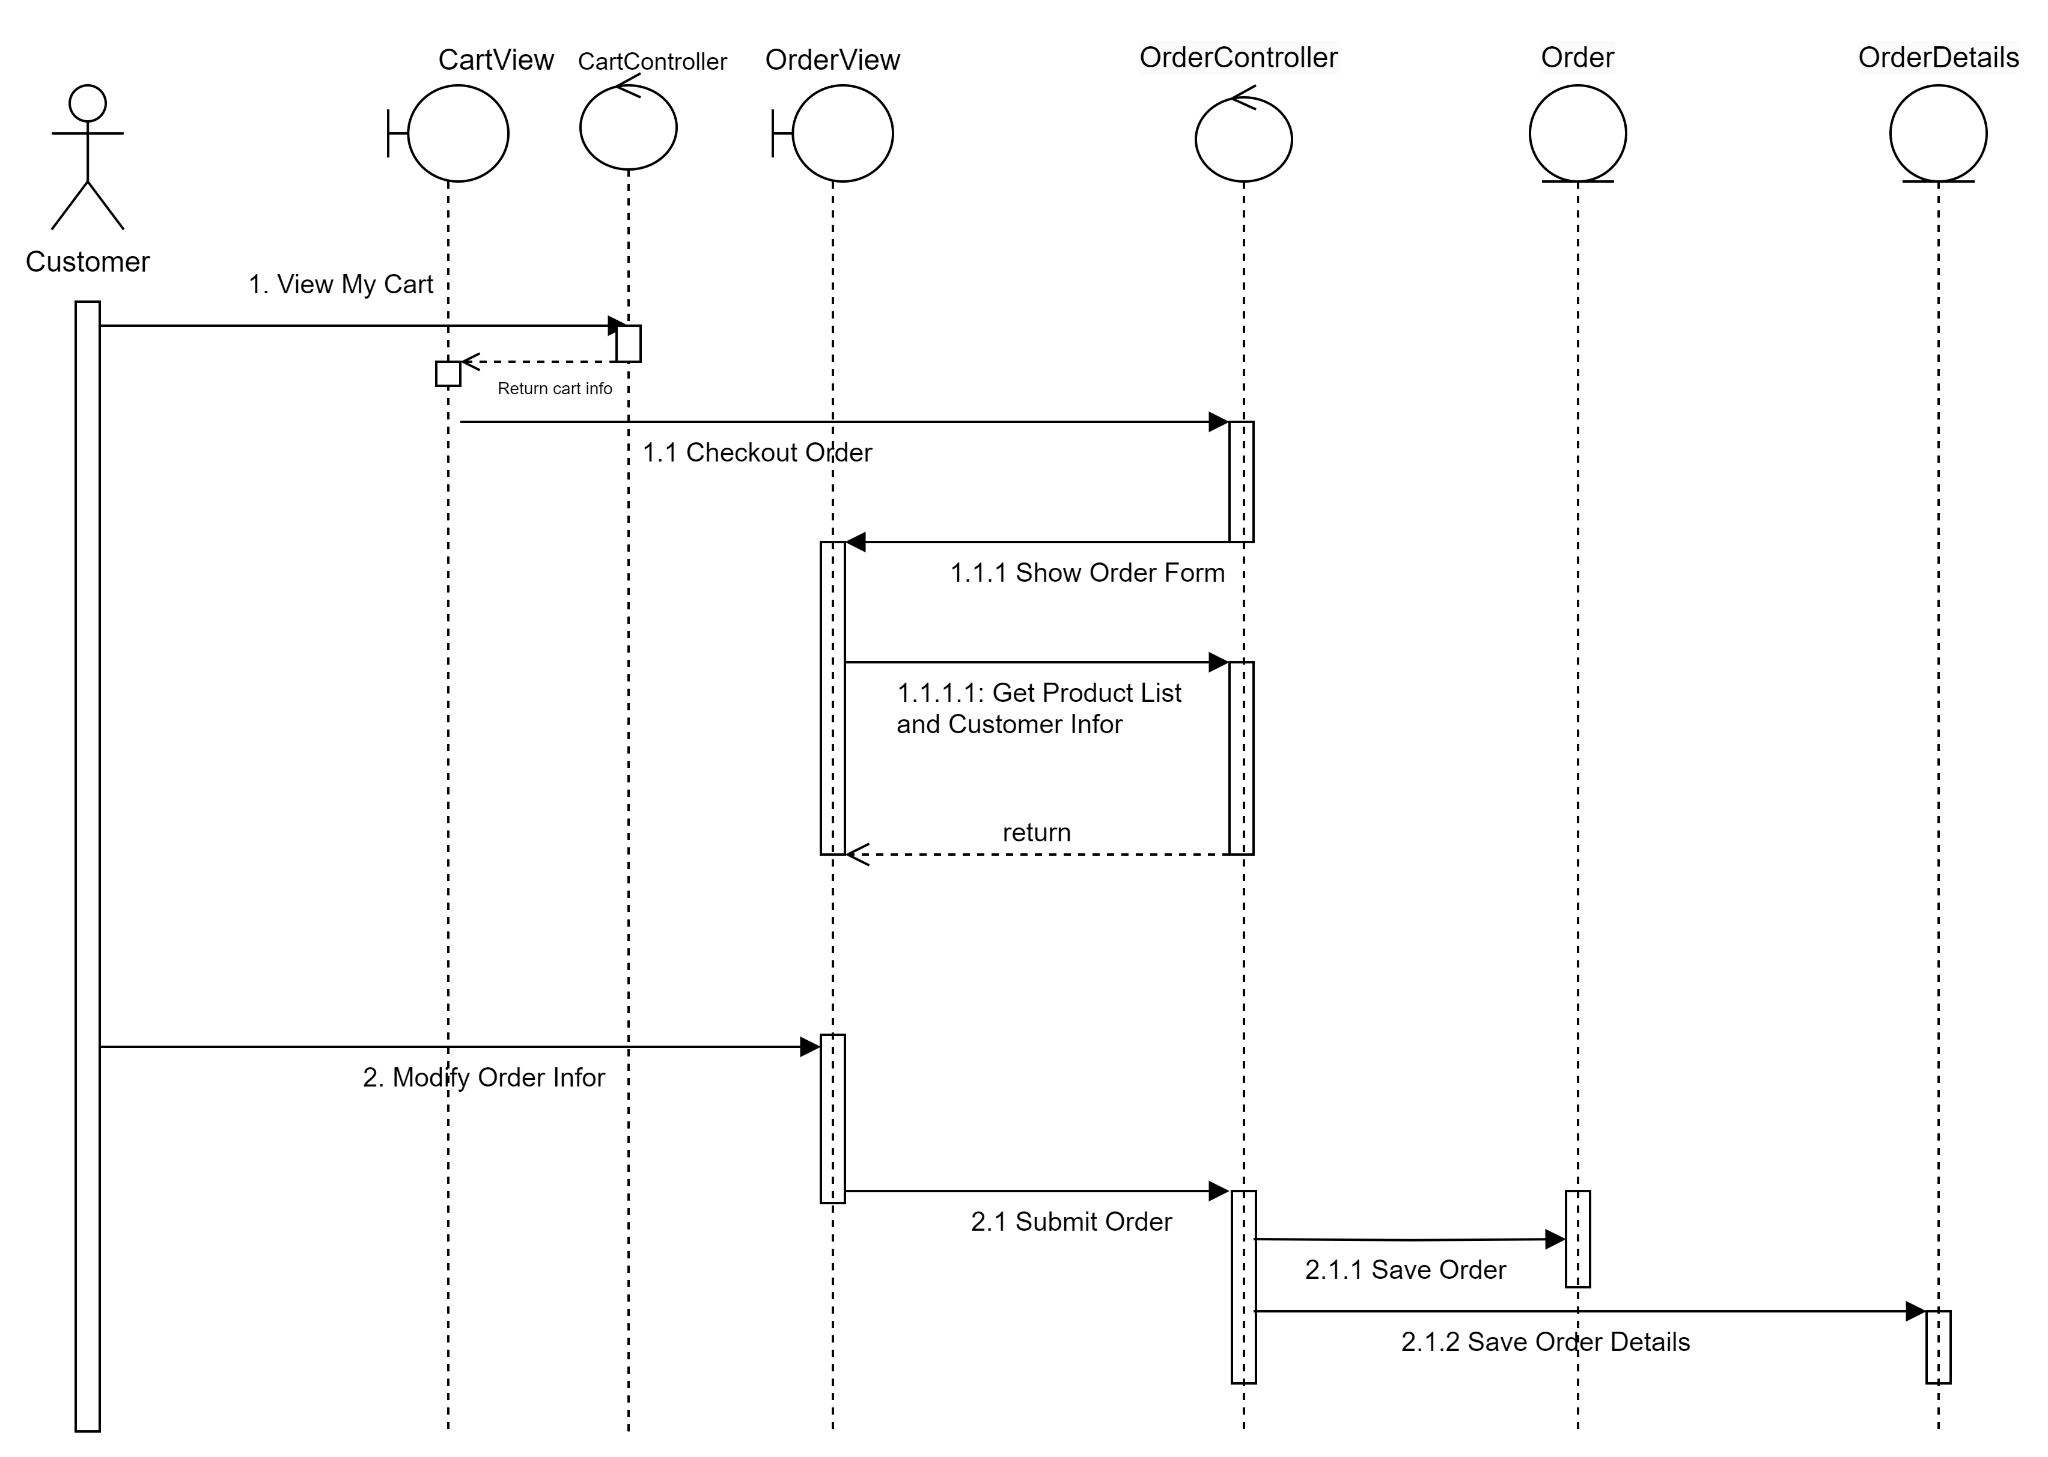 CartView
CartController
OrderView
OrderController
Order
OrderDetails
Customer
1. View My Cart
Return cart info
1.1 Checkout Order
1.1.1 Show Order Form
1.1.1.1: Get Product List
and Customer Infor
return
2. Modify Order Infor
2.1 Submit Order
2.1.1 Save Order
2.1.2 Save Order Details